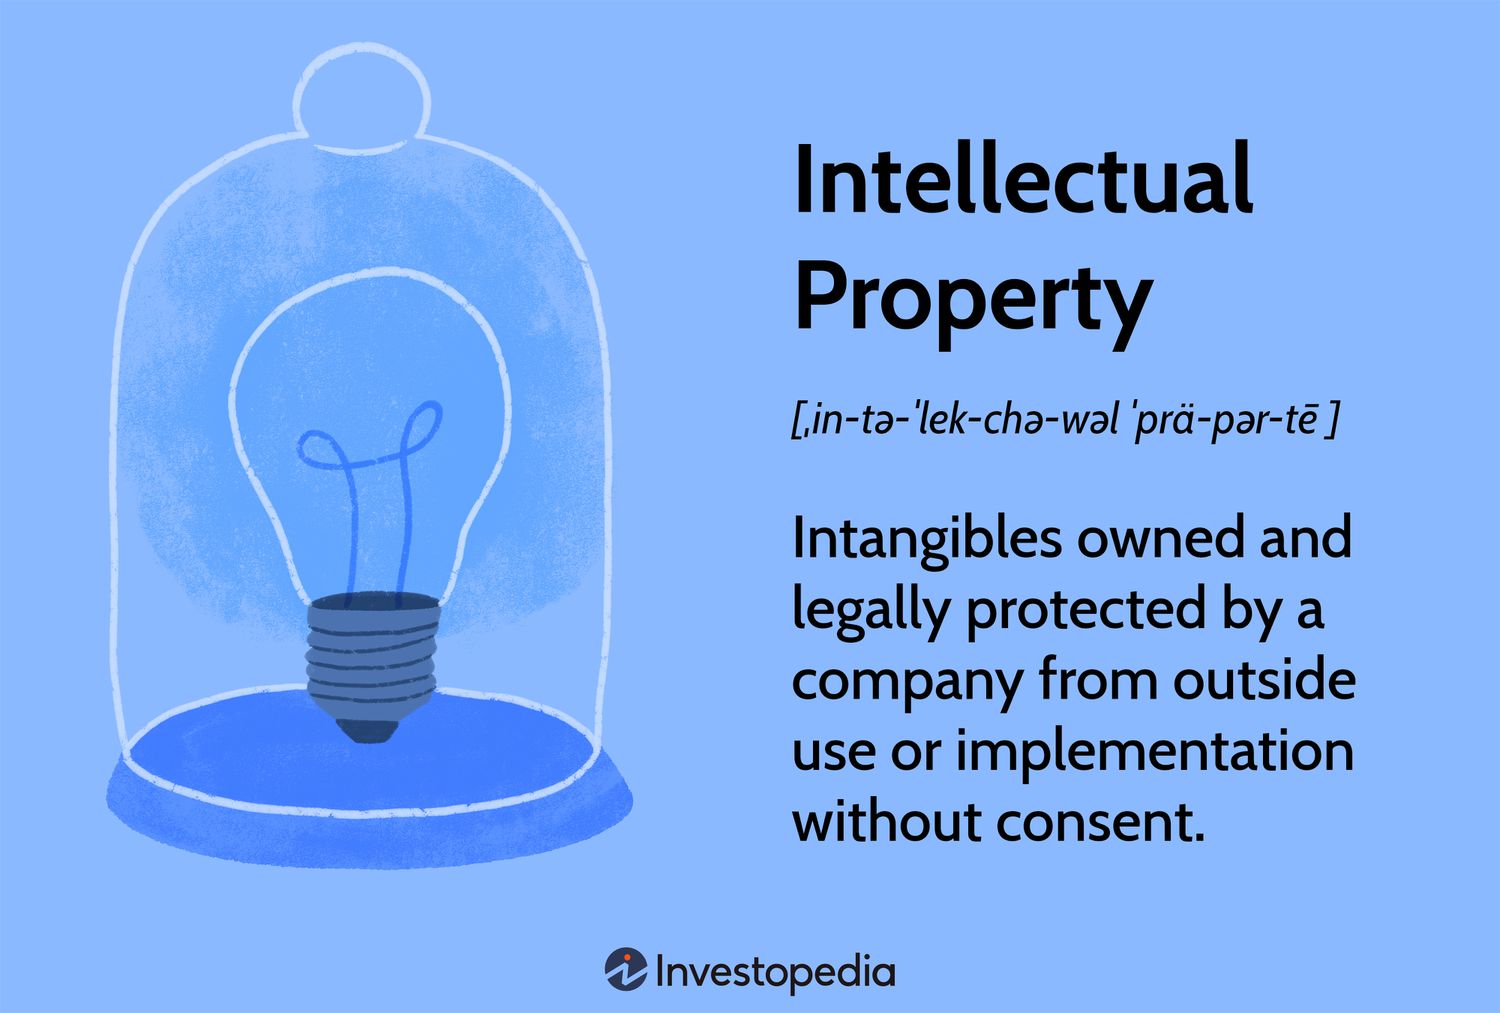 Intellectual
Property
[ˌin-tə-ˈlek-chə-wəl ˈprä-pər-tē ]
Intangibles owned and
legally protected by a
company from outside
use or implementation
without consent.
Investopedia